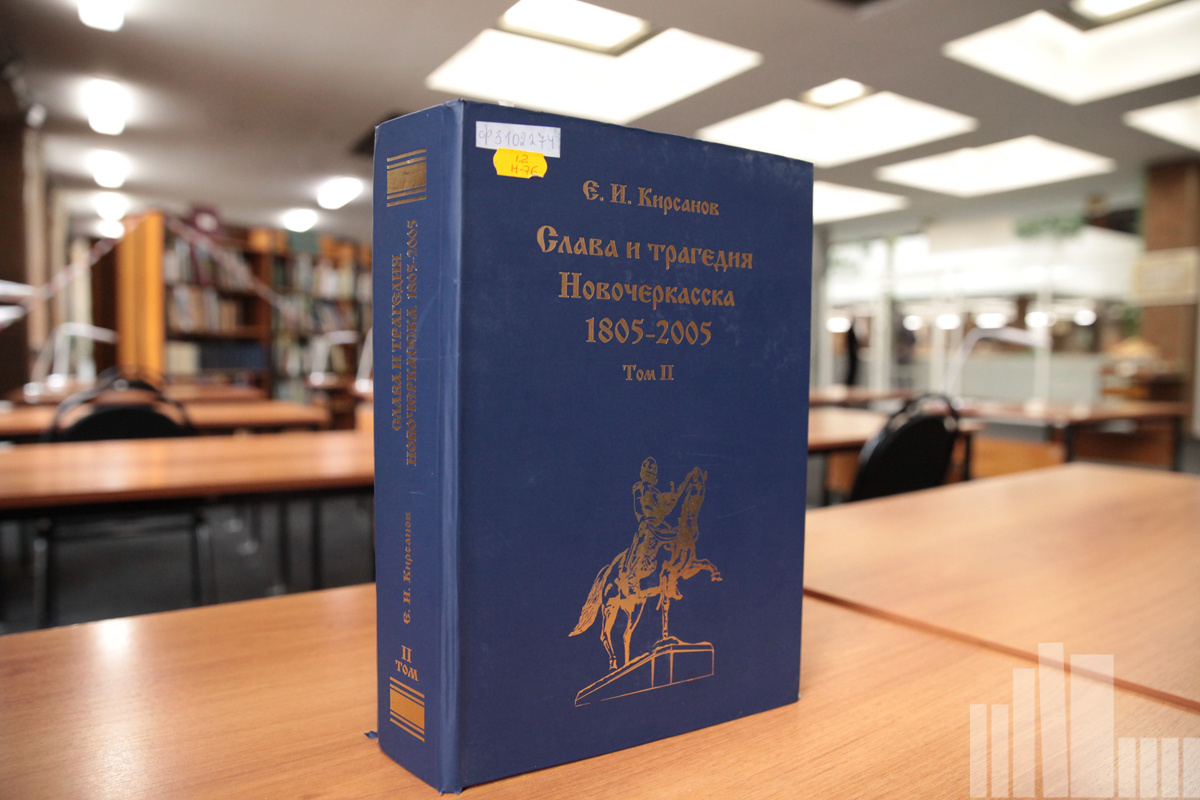 Ф3102274
Е. И. Кирсанов
Слава и трагедия
Новочеркасска
1805-2005
Том II
СЛАВА И ТРАГЕДИЯ
НОВОЧЕРКАССКА 1805-2005
Е. И. Кирсанов
II
ТОМ